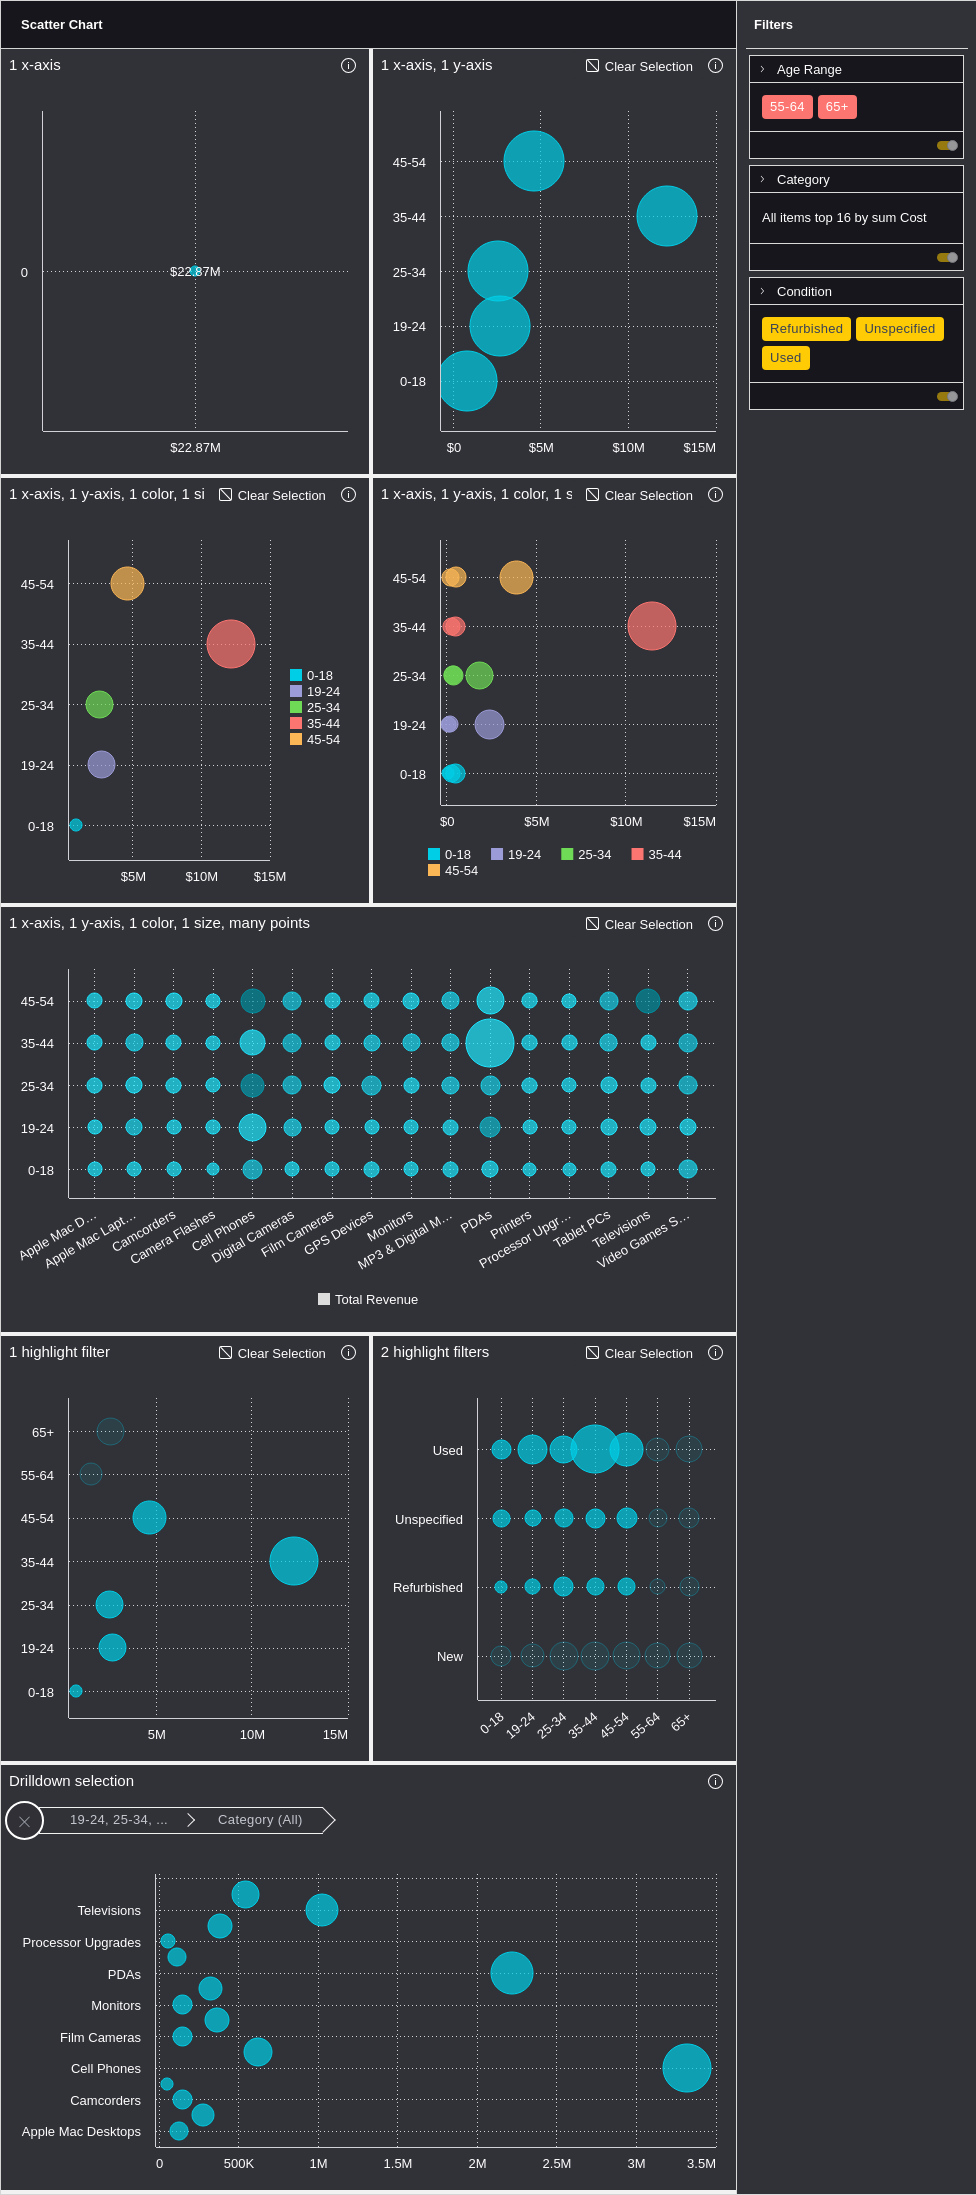 Scatter Chart
Filters
1 x-axis
0
$22.87M
$22.87M
1 x-axis, 1 y-axis
Clear Selection
45-54
35-44
25-34
19-24
0-18
$0 $5M $10M $15M
Age Range
55-64 65+
Category
All items top 16 by sum Cost
Condition
Refurbished Unspecified
Used
1 x-axis, 1 y-axis, 1 color, 1 si
Clear Selection
45-54
35-44
25-34
19-24
0-18
$5M $10M $15M
0-18
19-24
25-34
35-44
45-54
1 x-axis, 1 y-axis, 1 color, 1 s
Clear Selection
45-54
35-44
25-34
19-24
0-18
$0 $5M $10M $15M
0-18 19-24 25-34 35-44
45-54
1 x-axis, 1 y-axis, 1 color, 1 size, many points
Clear Selection
45-54
35-44
25-34
19-24
0-18
Apple Mac D... Apple Mac Lapt... Camcorders Camera Flashes Cell Phones Digital Cameras Film Cameras GPS Devices Monitors MP3 & Digital M... PDAs Printers Processor Upgr... Tablet PCs Televisions Video Games S...
Total Revenue
1 highlight filter
Clear Selection
65+
55-64
45-54
35-44
25-34
19-24
0-18
5M 10M 15M
2 highlight filters
Clear Selection
Used
Unspecified
Refurbished
New
0-18 19-24 25-34 35-44 45-54 55-64 65+
Drilldown selection
19-24, 25-34, ... Category (All)
Televisions
Processor Upgrades
PDAs
Monitors
Film Cameras
Cell Phones
Camcorders
Apple Mac Desktops
0 500K 1M 1.5M 2M 2.5M 3M 3.5M